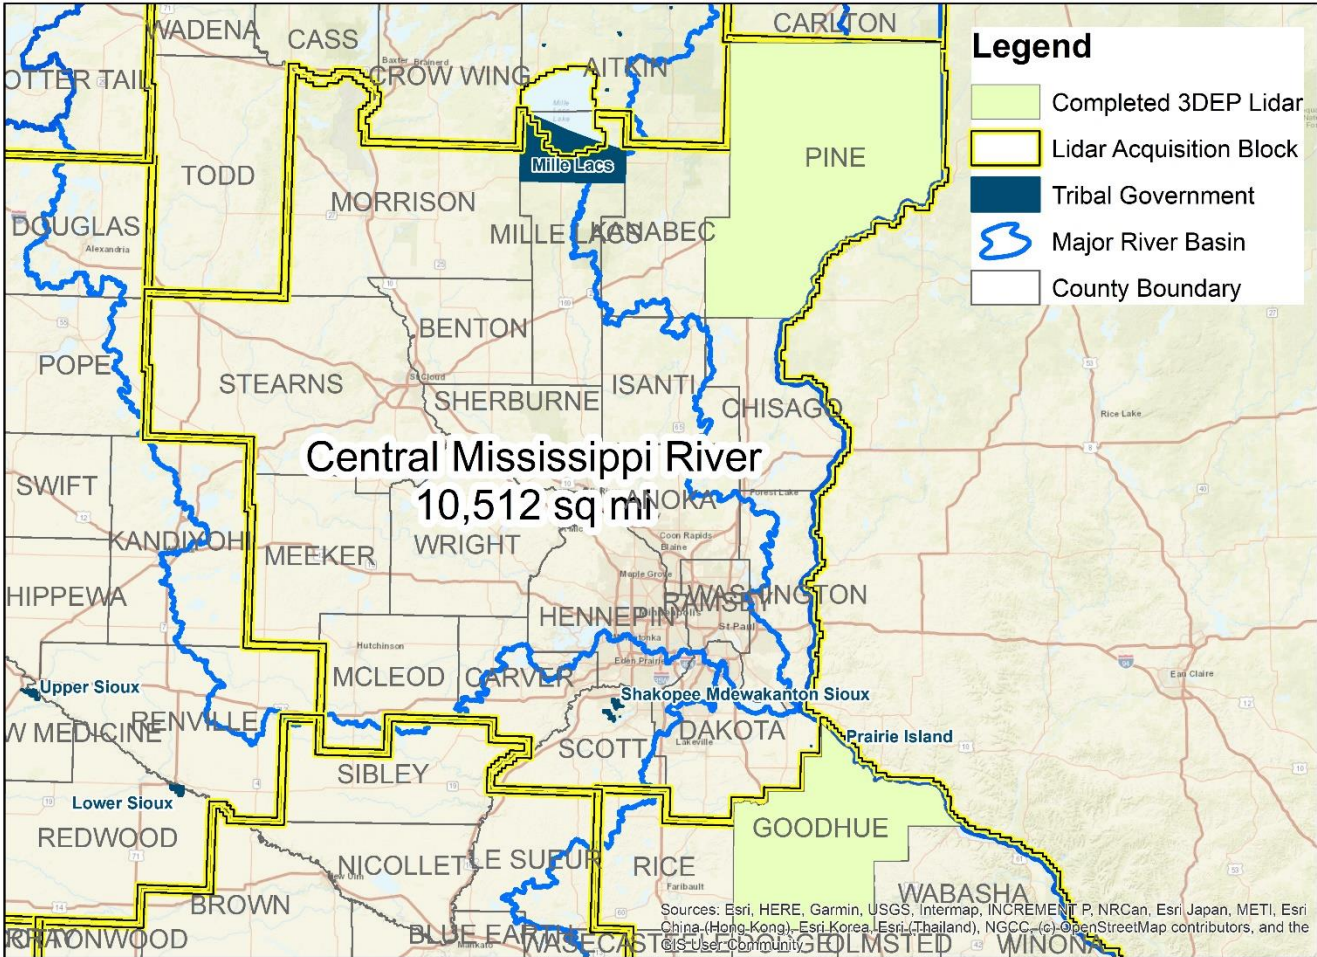 WADENA
CASS
CARLTON
OTTER TAIL
Baxter Brainerd
CROW WING
AITKIN
Mille
Lacs
Lake
TODD
PINE
Mille Lacs
MORRISON
DOUGLAS
Alexandria
MILLE LACS
KANABEC
BENTON
POPE
STEARNS
St Cloud
ISANTI
SHERBURNE
CHISAGO
Rice Lake
Central Mississippi River
10,512 sq mi
SWIFT
ANOKA
Forest Lake
KANDIYOHI
MEEKER
WRIGHT
Coon Rapids
Blaine
Maple Grove
HIPPEWA
WASHINGTON
RAMSEY
HENNEPIN
Minneapolis
St Paul
Hutchinson
Eden Prairie
MCLEOD
CARVER
Eau Claire
Upper Sioux
Shakopee Mdewakanton Sioux
RENVILLE
W MEDICINE
DAKOTA
Prairie Island
SCOTT
Lakeville
SIBLEY
Lower Sioux
REDWOOD
GOODHUE
NICOLLET
LE SUEUR
RICE
New Ulm
Faribault
BROWN
WABASHA
BLUE EARTH
Mankato
WASECA
STEELE
DODGE
OLMSTED
WINONA
Legend
Completed 3DEP Lidar
Lidar Acquisition Block
Tribal Government
Major River Basin
County Boundary
Sources: Esri, HERE, Garmin, USGS, Intermap, INCREMENT P, NRCan, Esri Japan, METI, Esri
China (Hong Kong), Esri Korea, Esri (Thailand), NGCC, (c) OpenStreetMap contributors, and the
GIS User Community